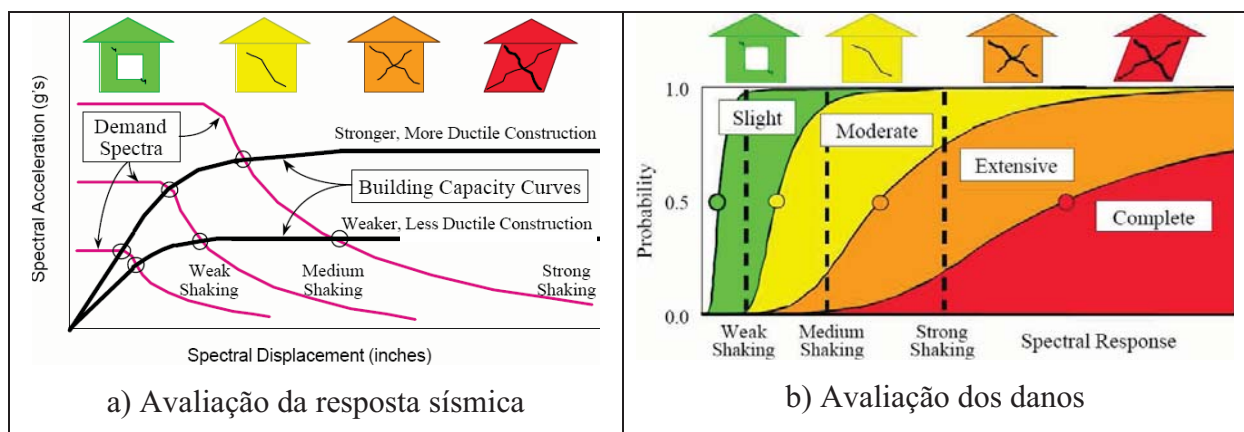 Spectral Acceleration (g's)
Demand
Spectra
Stronger, More Ductile Construction
Building Capacity Curves
Weaker, Less Ductile Construction
Weak
Shaking
Medium
Shaking
Strong
Shaking
Spectral Displacement (inches)
a) Avaliação da resposta sísmica
Probability
1.0
0.5
0.0
Slight
Moderate
Extensive
Complete
Weak
Shaking
Medium
Shaking
Strong
Shaking
Spectral Response
b) Avaliação dos danos